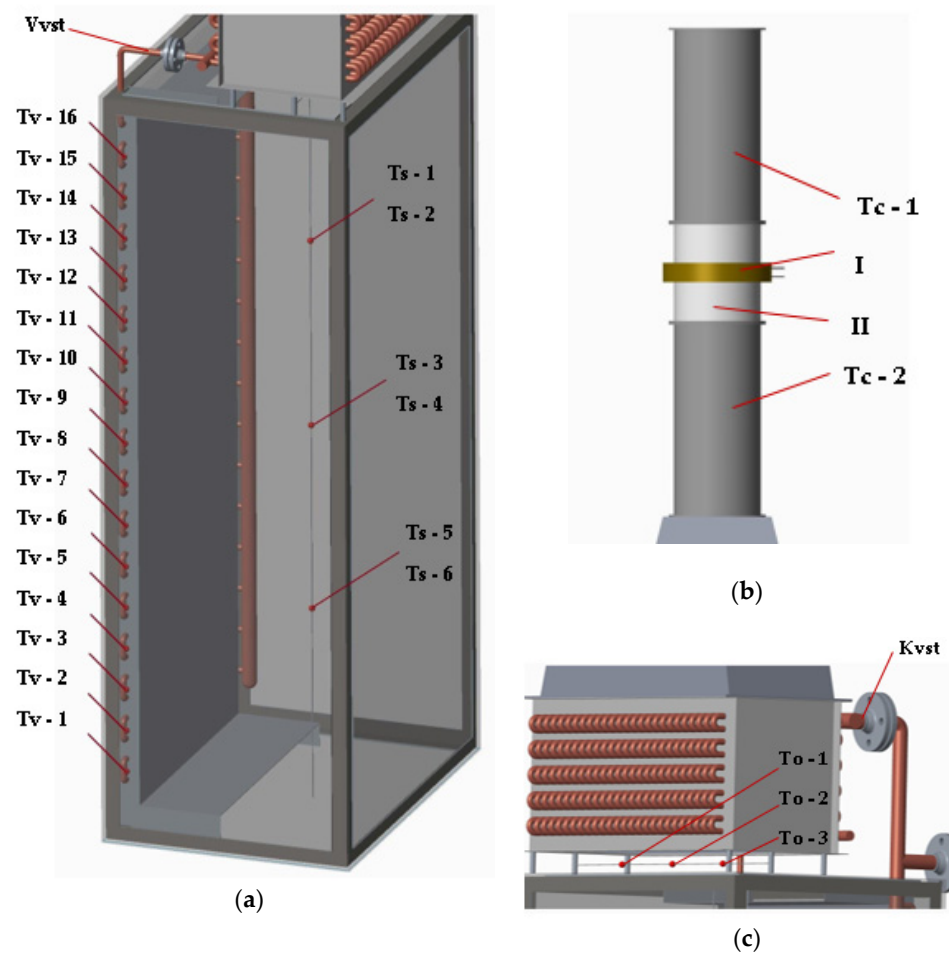 Vvst
Tv - 16
Tv - 15
Tv - 14
Tv - 13
Tv - 12
Tv - 11
Tv - 10
Tv - 9
Tv - 8
Tv - 7
Tv - 6
Tv - 5
Tv - 4
Tv - 3
Tv - 2
Tv - 1
Ts - 1
Ts - 2
Ts - 3
Ts - 4
Ts - 5
Ts - 6
(a)
Tc - 1
I
II
Tc - 2
(b)
Kvst
To - 1
To - 2
To - 3
(c)